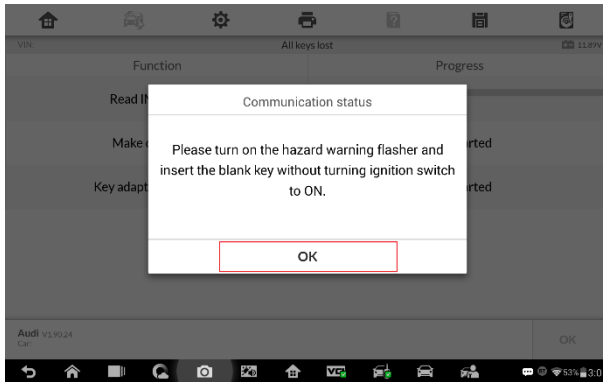 VIN:
All keys lost
11.89V
Function
Progress
Read IM
Communication status
Make
rted
Please turn on the hazard warning flasher and
insert the blank key without turning ignition switch
to ON.
Key adapt
rted
OK
Audi V1.90.24
Car:
OK
53%
3:0